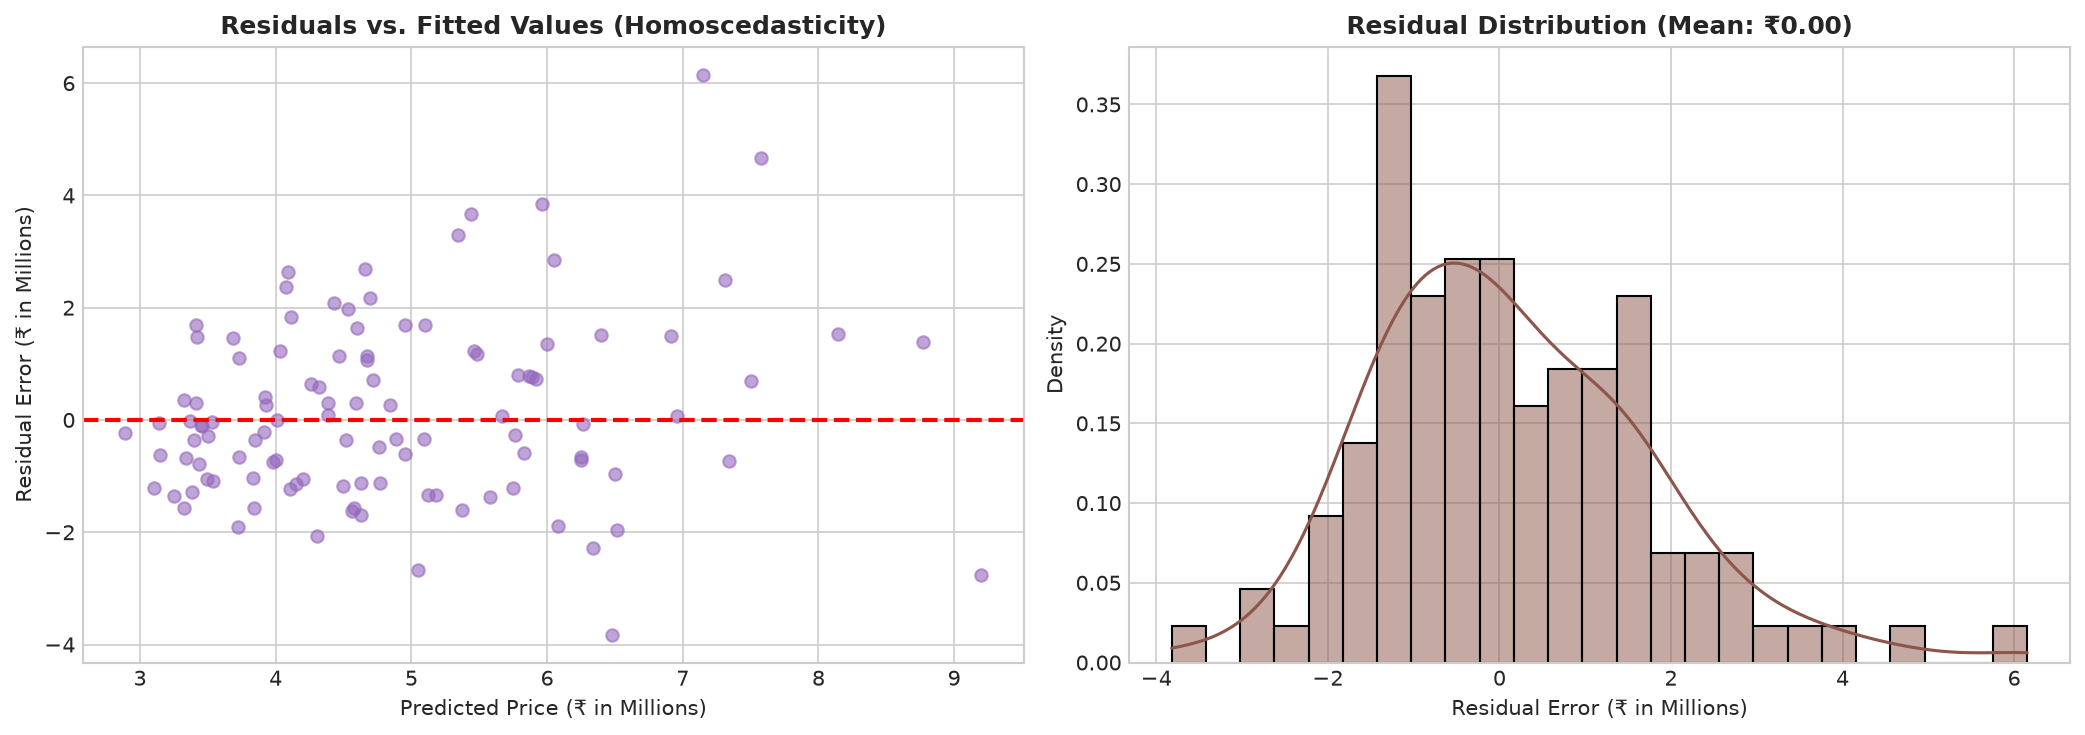 Residuals vs. Fitted Values (Homoscedasticity)
Residual Error (₹ in Millions)
6
4
2
0
−2
−4
3 4 5 6 7 8 9
Predicted Price (₹ in Millions)
Residual Distribution (Mean: ₹0.00)
Density
0.35
0.30
0.25
0.20
0.15
0.10
0.05
0.00
−4 −2 0 2 4 6
Residual Error (₹ in Millions)